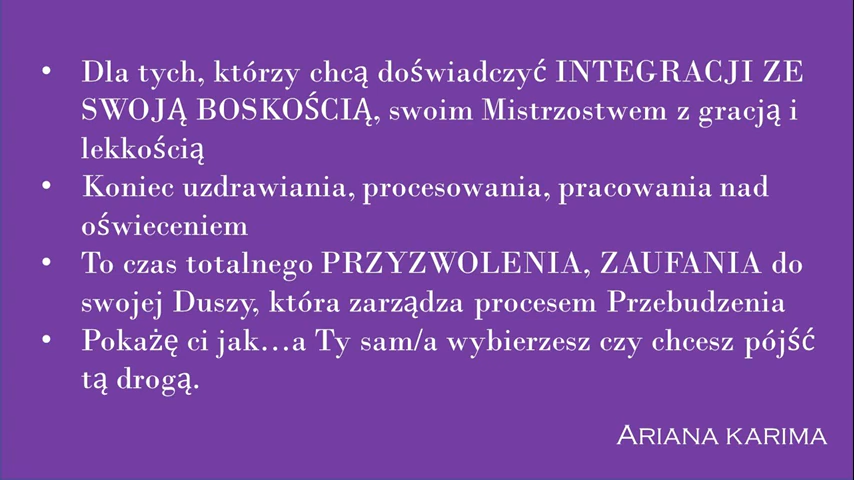 • Dla tych, którzy chcą doświadczyć INTEGRACJI ZE
SWOJĄ BOSKOŚCIĄ, swoim Mistrzostwem z gracją i
lekkością
• Koniec uzdrawiania, procesowania, pracowania nad
oświeceniem
• To czas totalnego PRZYZWOLENIA, ZAUFANIA do
swojej Duszy, która zarządza procesem Przebudzenia
• Pokażę ci jak...a Ty sam/a wybierzesz czy chcesz pójść
tą drogą.
ARIANA KARIMA